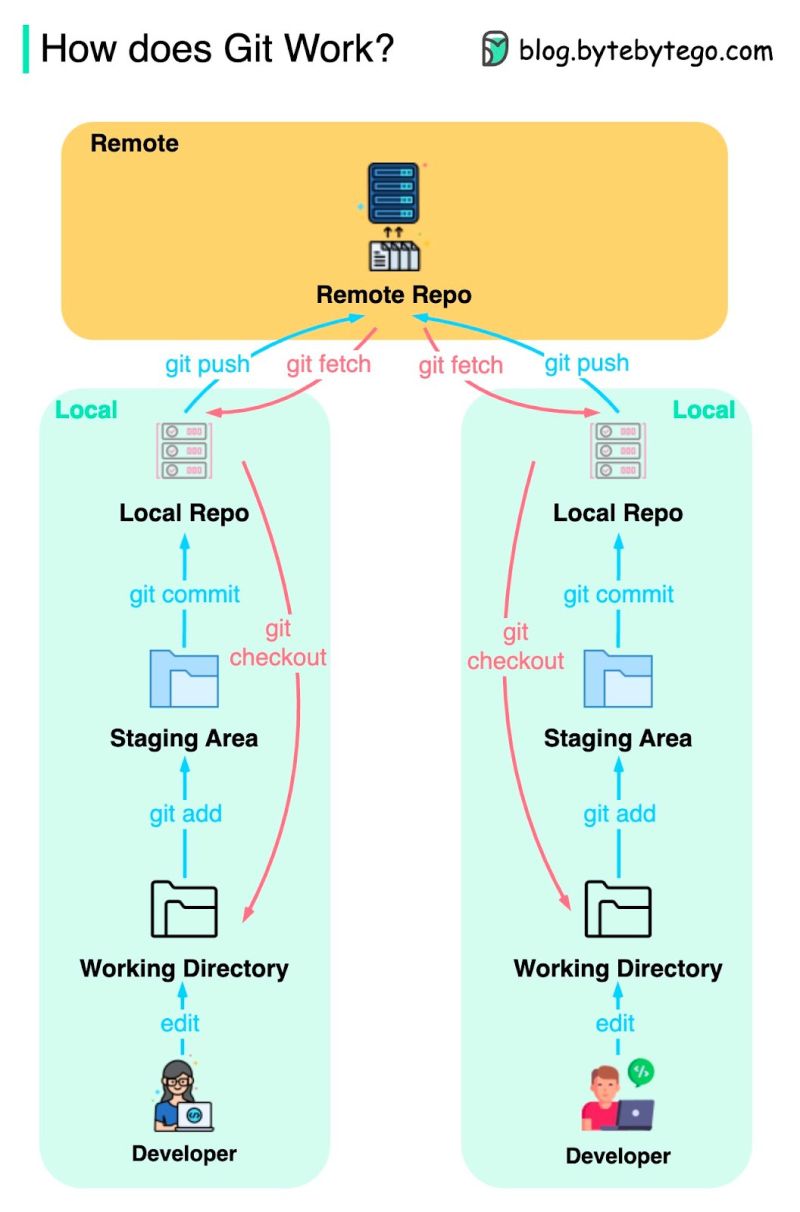 How does Git Work?
blog.bytebytego.com
Remote
Remote Repo
git push
git fetch
git fetch
git push
Local
Local
Local Repo
Local Repo
git commit
git commit
git
checkout
git
checkout
Staging Area
Staging Area
git add
git add
Working Directory
Working Directory
edit
edit
</>
</>
Developer
Developer